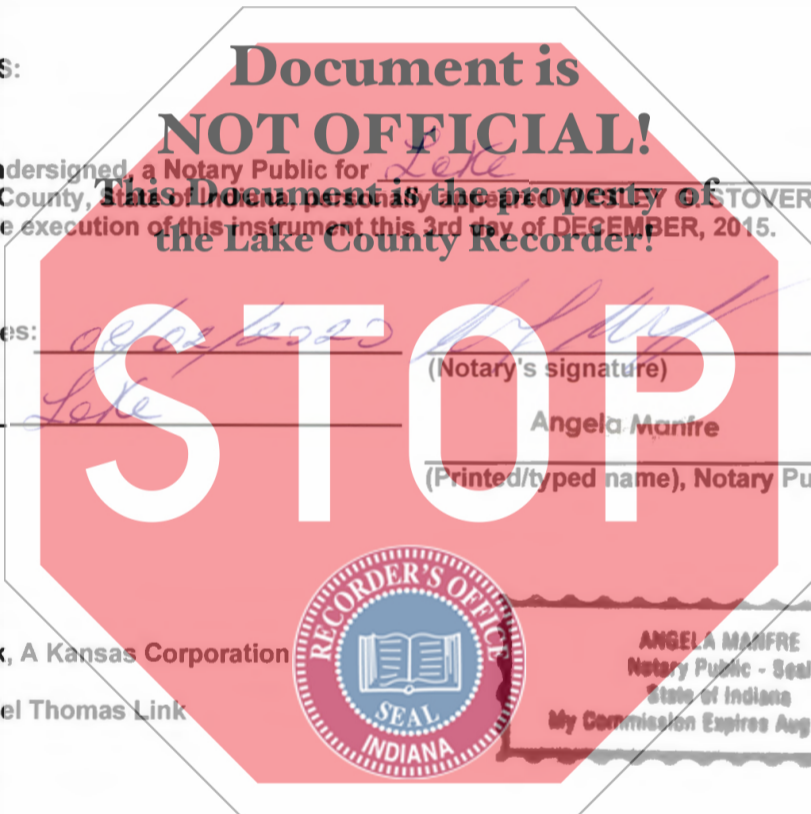 s:
Document is
NOT OFFICIAL!
ndersigned, a Notary Public for Lake
This Document is the property of
County, State of Indiana, personally appeared WESLEY STOVER
e execution of this instrument this 3rd day of DECEMBER, 2015.
the Lake County Recorder!
es:
STOP
(Notary's signature)
Lake
Angela Manfre
(Printed/typed name), Notary Pu
RECORDER'S OFFICE
SEAL
INDIANA
, A Kansas Corporation
el Thomas Link
ANGELA MANFRE
Notary Public - Sea
State of Indiana
My Commission Expires Aug